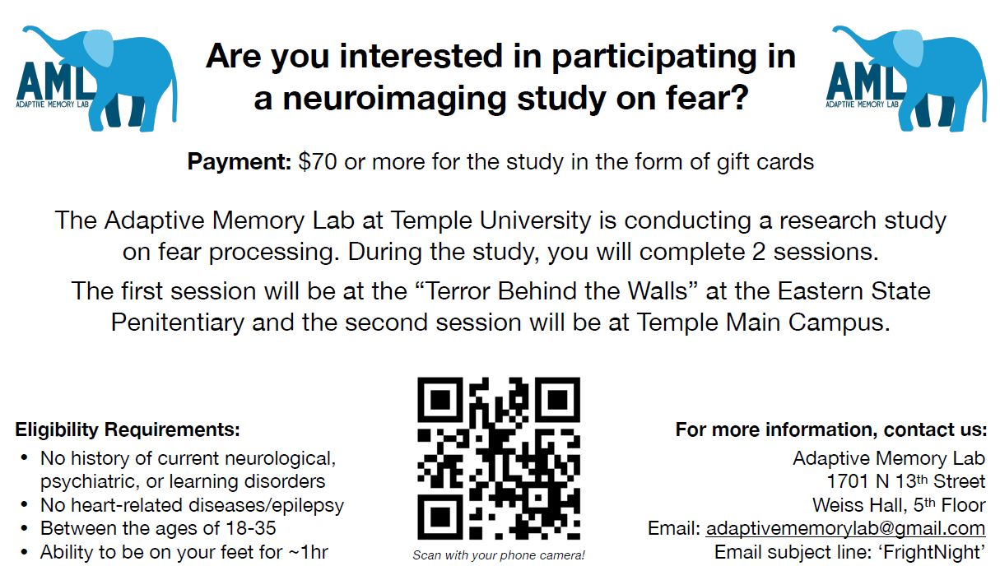 AML
ADAPTIVE MEMORY LAB
Are you interested in participating in
a neuroimaging study on fear?
AML
ADAPTIVE MEMORY LAB
Payment: $70 or more for the study in the form of gift cards
The Adaptive Memory Lab at Temple University is conducting a research study
on fear processing. During the study, you will complete 2 sessions.
The first session will be at the “Terror Behind the Walls” at the Eastern State
Penitentiary and the second session will be at Temple Main Campus.
Eligibility Requirements:
• No history of current neurological,
psychiatric, or learning disorders
• No heart-related diseases/epilepsy
• Between the ages of 18-35
• Ability to be on your feet for ~1hr
Scan with your phone camera!
For more information, contact us:
Adaptive Memory Lab
1701 N 13th Street
Weiss Hall, 5th Floor
Email: adaptivememorylab@gmail.com
Email subject line: ‘FrightNight’